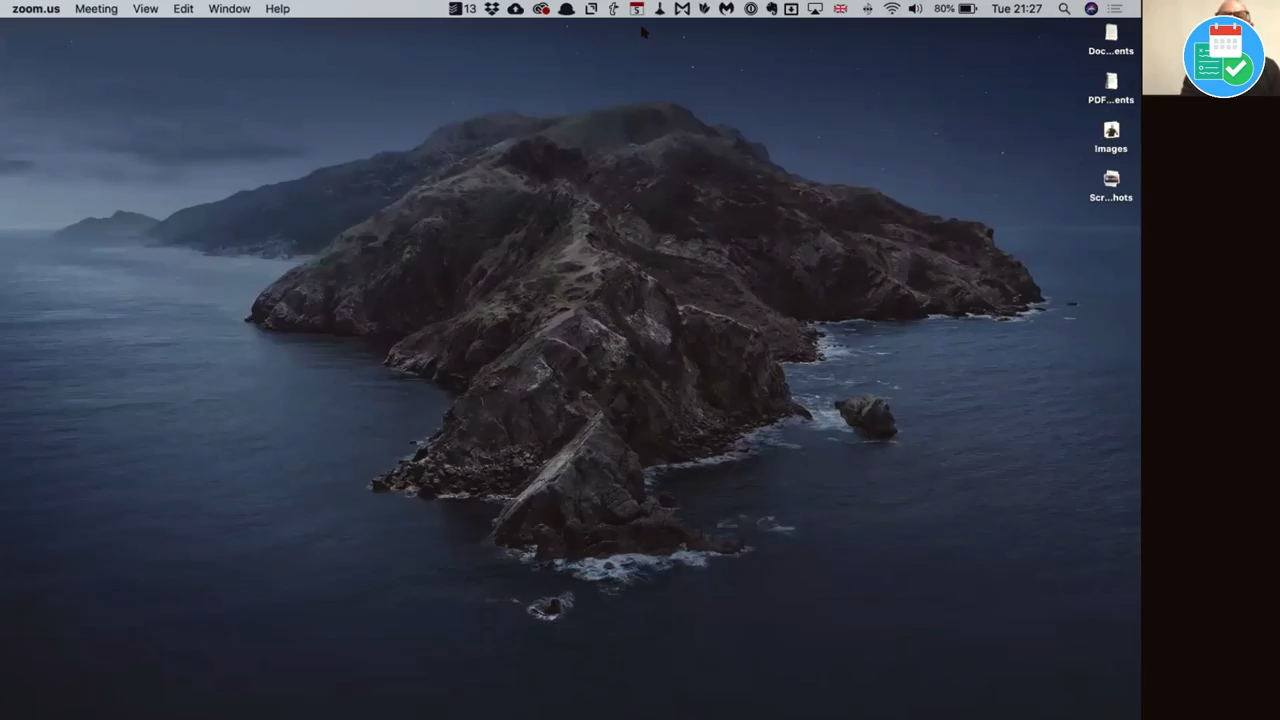 zoom.us Meeting View Edit Window Help 13 5 80% Tue 21:27
Doc...ents
PDF...ents
Images
Scr...hots